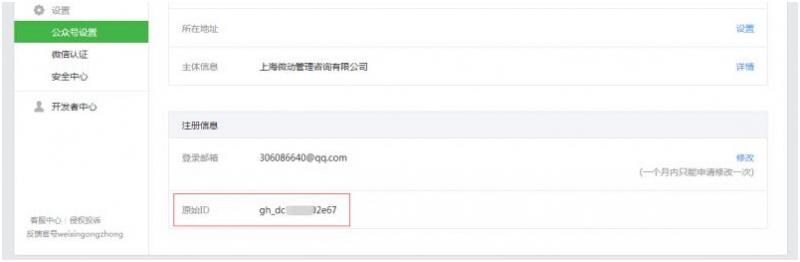 设置
公众号设置
微信认证
安全中心
开发者中心
客服中心 | 侵权投诉
反馈官号weixingongzhong
所在地址 设置
主体信息 上海微动管理咨询有限公司 详情
注册信息
登录邮箱 306086640@qq.com 修改
(一个月内只能申请修改一次)
原始ID gh_dc 02e67